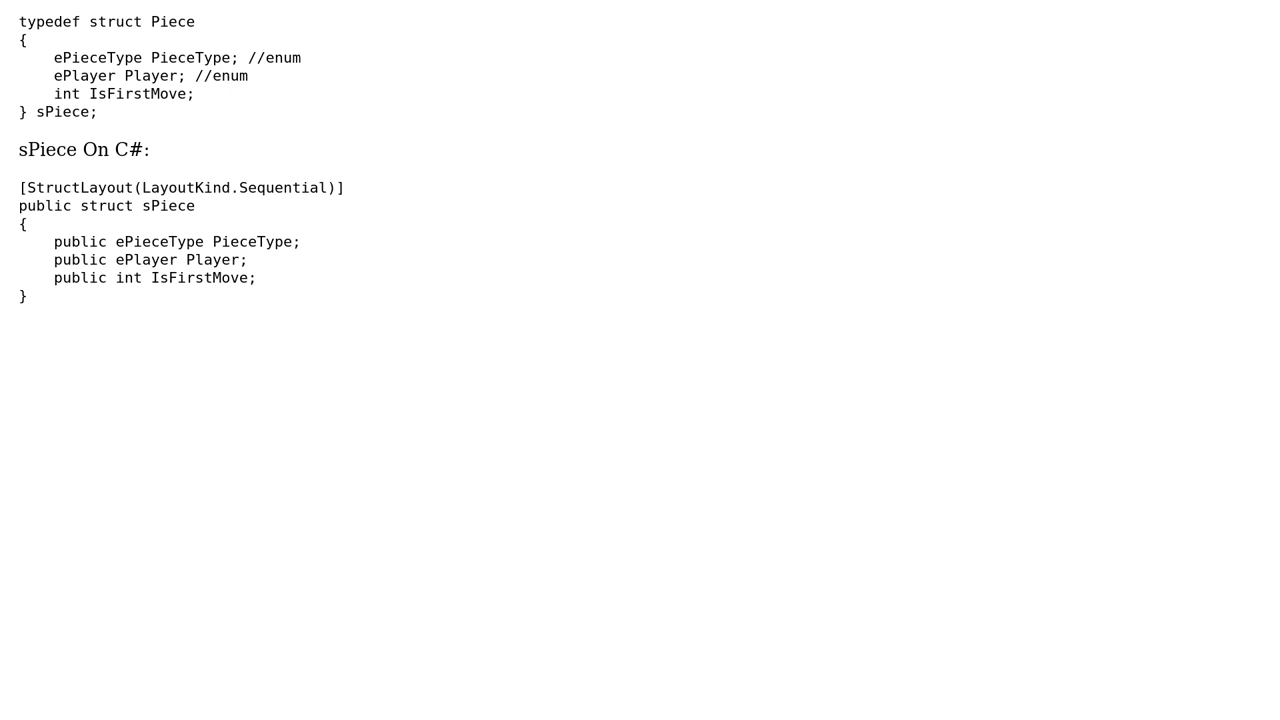 typedef struct Piece
{
    ePieceType PieceType; //enum
    ePlayer Player; //enum
    int IsFirstMove;
} sPiece;
sPiece On C#:
[StructLayout(LayoutKind.Sequential)]
public struct sPiece
{
    public ePieceType PieceType;
    public ePlayer Player;
    public int IsFirstMove;
}